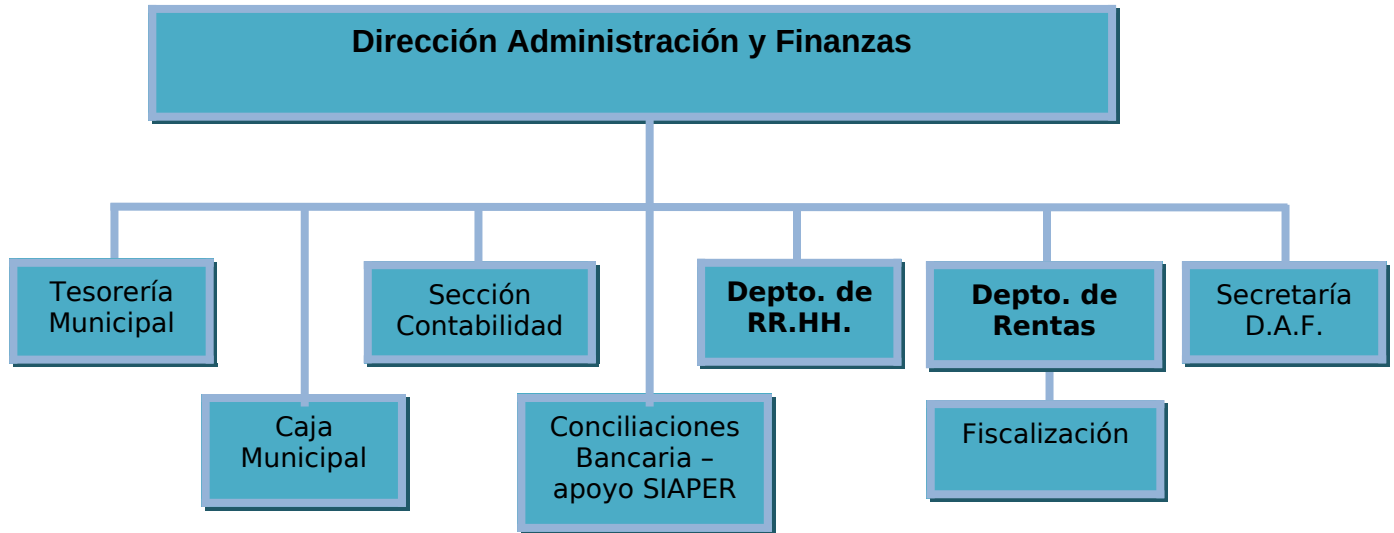 Dirección Administración y Finanzas
Tesorería
Municipal
Sección
Contabilidad
Depto. de
RR.HH.
Depto. de
Rentas
Secretaría
D.A.F.
Caja
Municipal
Conciliaciones
Bancaria –
apoyo SIAPER
Fiscalización